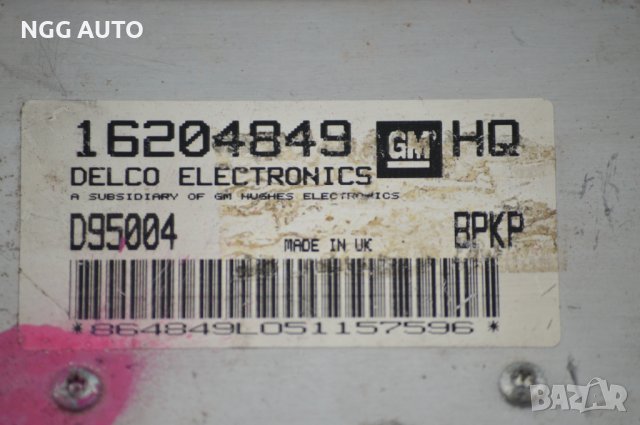 NGG AUTO
16204849 GM HQ
DELCO ELECTRONICS
A SUBSIDIARY OF GM HUGHES ELECTRONICS
D95004 MADE IN UK BPKP
*864849L051157596*
BAZAR